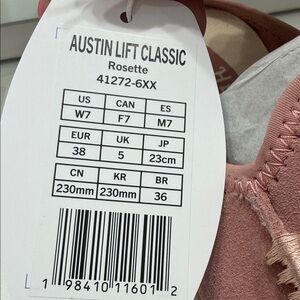 AUSTIN LIFT CLASSIC
Rosette
41272-6XX
US CAN ES
W7 F7 M7
EUR UK JP
38 5 23cm
CN KR BR
230mm 230mm 36
1 98410 11601 2